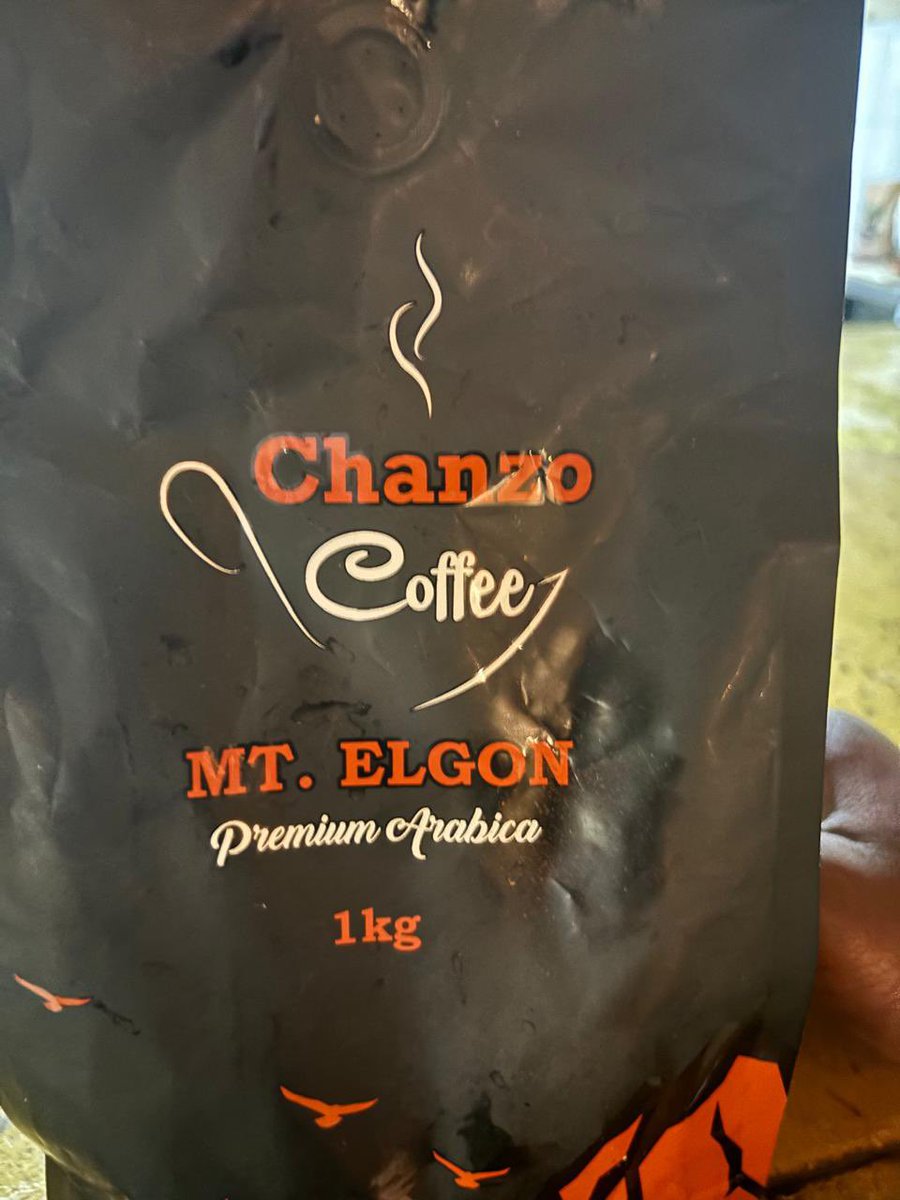 Chanzo
Coffee
MT. ELGON
Premium Arabica
1kg